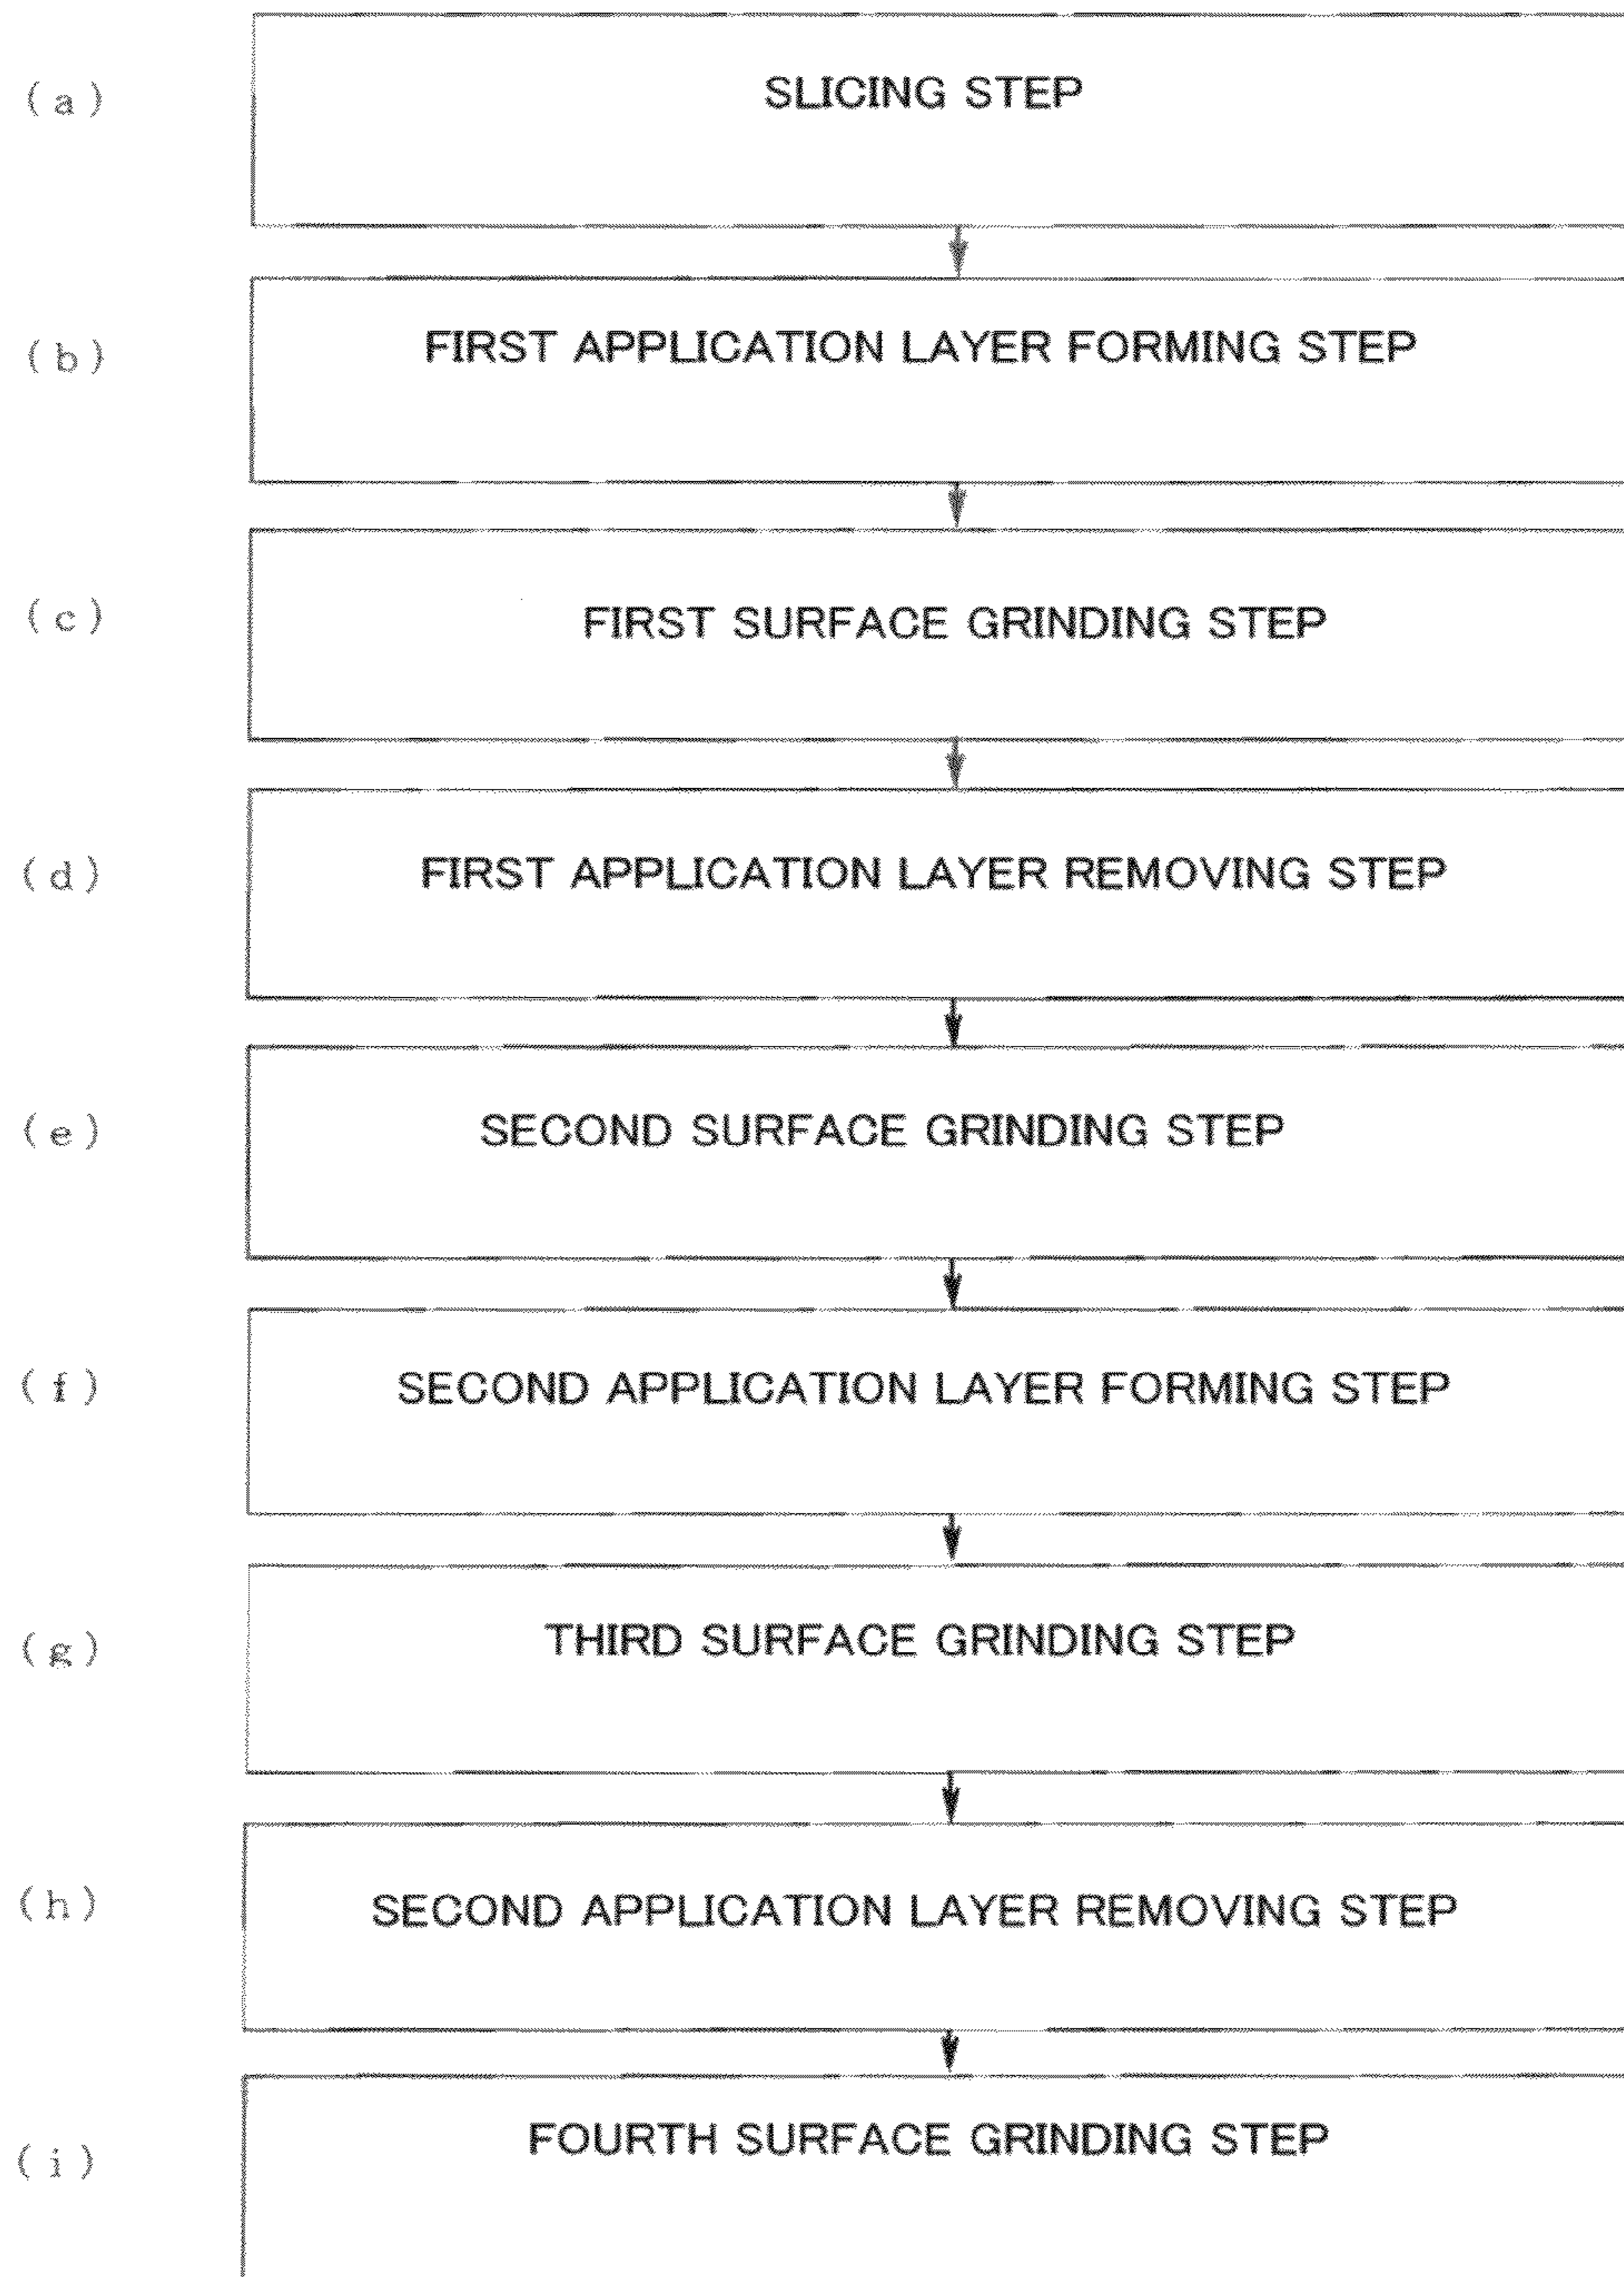 (a) SLICING STEP
(b) FIRST APPLICATION LAYER FORMING STEP
(c) FIRST SURFACE GRINDING STEP
(d) FIRST APPLICATION LAYER REMOVING STEP
(e) SECOND SURFACE GRINDING STEP
(f) SECOND APPLICATION LAYER FORMING STEP
(g) THIRD SURFACE GRINDING STEP
(h) SECOND APPLICATION LAYER REMOVING STEP
(i) FOURTH SURFACE GRINDING STEP